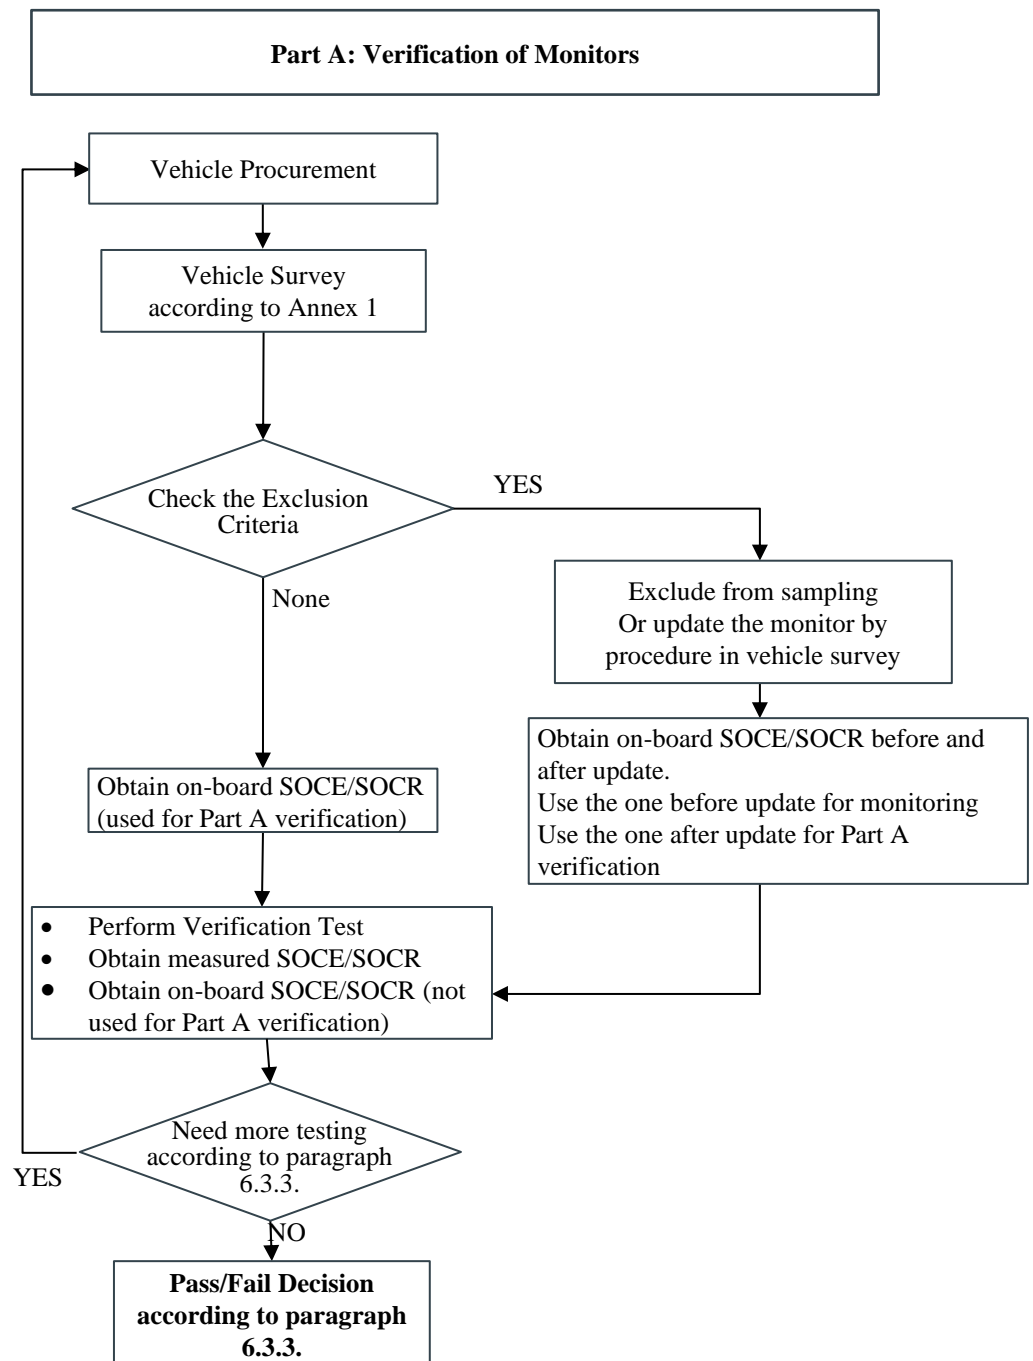 Part A: Verification of Monitors
Vehicle Procurement
Vehicle Survey
according to Annex 1
Check the Exclusion
Criteria
YES
None
Exclude from sampling
Or update the monitor by
procedure in vehicle survey
Obtain on-board SOCE/SOCR
(used for Part A verification)
Obtain on-board SOCE/SOCR before and
after update.
Use the one before update for monitoring
Use the one after update for Part A
verification
• Perform Verification Test
• Obtain measured SOCE/SOCR
• Obtain on-board SOCE/SOCR (not
used for Part A verification)
Need more testing
according to paragraph
6.3.3.
YES
NO
Pass/Fail Decision
according to paragraph
6.3.3.